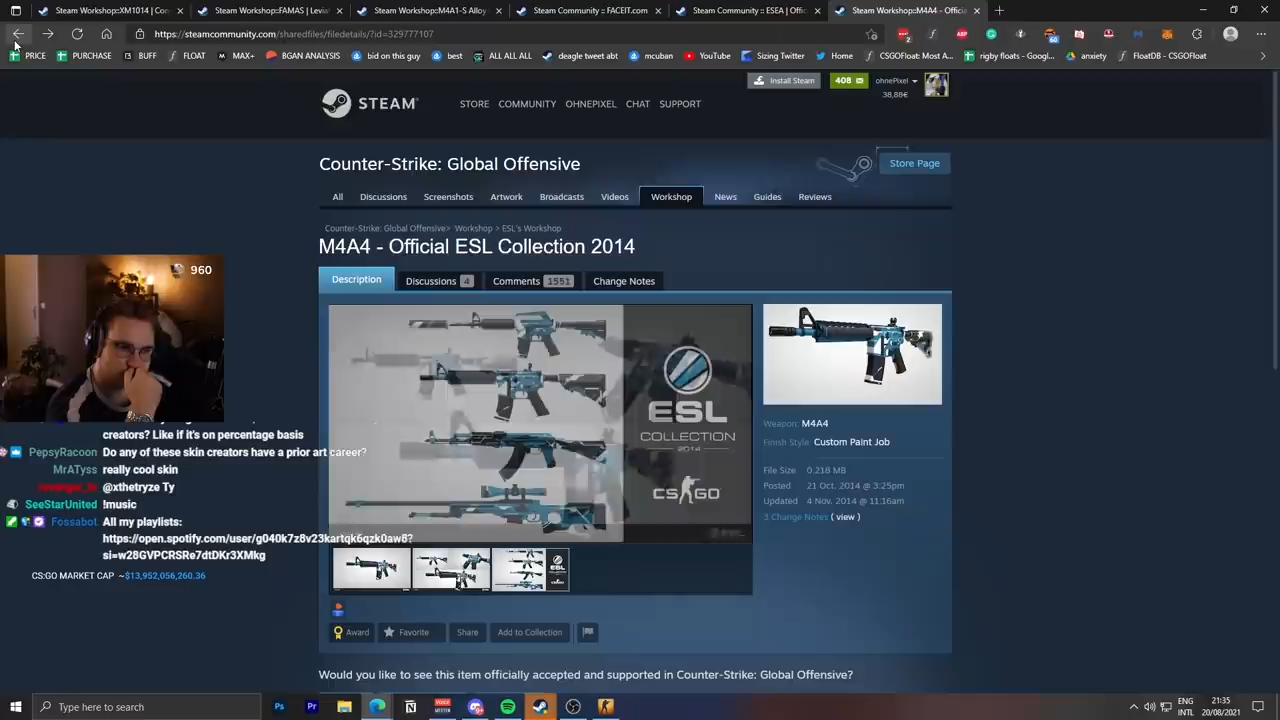 Steam Workshop::XM1014 | Con
Steam Workshop::FAMAS | Levia
Steam Workshop::M4A1-S Alloy
Steam Community :: FACEIT.com
Steam Community :: ESEA | Offic
Steam Workshop::M4A4 - Official
https://steamcommunity.com/sharedfiles/filedetails/?id=329777107
PRICE
PURCHASE
BUFF
FLOAT
MAX+
BGAN ANALYSIS
bid on this guy
best
ALL ALL ALL
deagle tweet abt
mcuban
YouTube
Sizing Twitter
Home
CSGOFloat: Most A...
rigby floats - Googl...
anxiety
FloatDB - CSGOFloat
Install Steam
408
ohnePixel
38,88€
STEAM
STORE COMMUNITY OHNEPIXEL CHAT SUPPORT
Counter-Strike: Global Offensive
Store Page
All Discussions Screenshots Artwork Broadcasts Videos Workshop News Guides Reviews
Counter-Strike: Global Offensive> Workshop > ESL's Workshop
M4A4 - Official ESL Collection 2014
Description
Discussions 4
Comments 1551
Change Notes
960
ESL
COLLECTION
2014
CS:GO
Weapon: M4A4
Finish Style: Custom Paint Job
File Size 0.218 MB
Posted 21 Oct, 2014 @ 3:25pm
Updated 4 Nov, 2014 @ 11:16am
3 Change Notes ( view )
creators? Like if it's on percentage basis
PepsyRacoon Do any of these skin creators have a prior art career?
MrATyss really cool skin
@xthetryze Ty
SeeStarUnited !music
Fossabot All my playlists:
https://open.spotify.com/user/g040k7z8v23kartqk6qzk0aw8?
si=w28GVPCRSRe7dtDKr3XMkg
CS:GO MARKET CAP ~$13,952,056,260.36
Award
Favorite
Share
Add to Collection
Would you like to see this item officially accepted and supported in Counter-Strike: Global Offensive?
Type here to search
ENG
INTL
21:35
20/08/2021